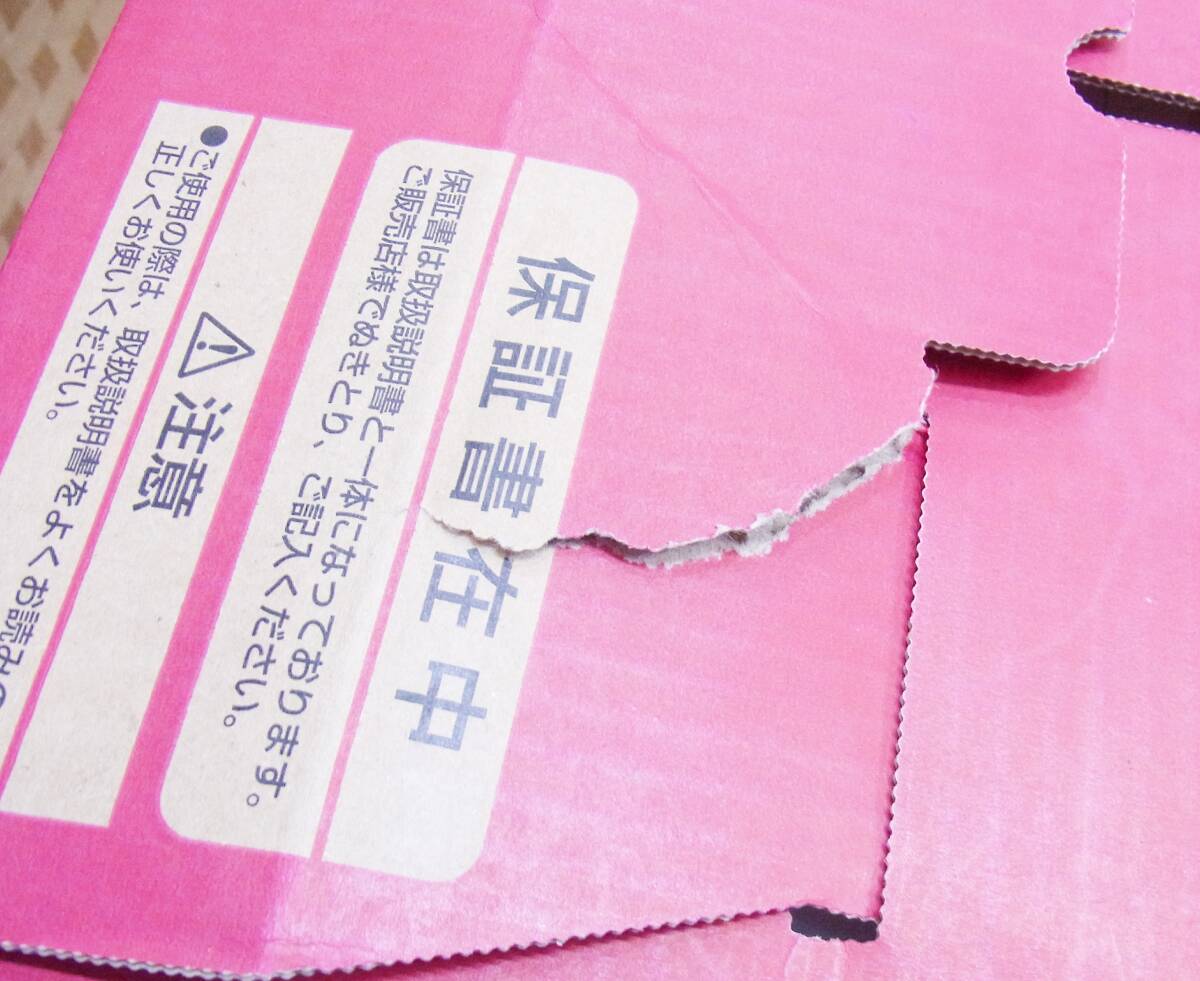 保証書在中
保証書は取扱説明書と一体になっております。
ご販売店様でぬきとり、ご記入ください。
⚠注意
●ご使用の際は、取扱説明書をよくお読みの
正しくお使いください。